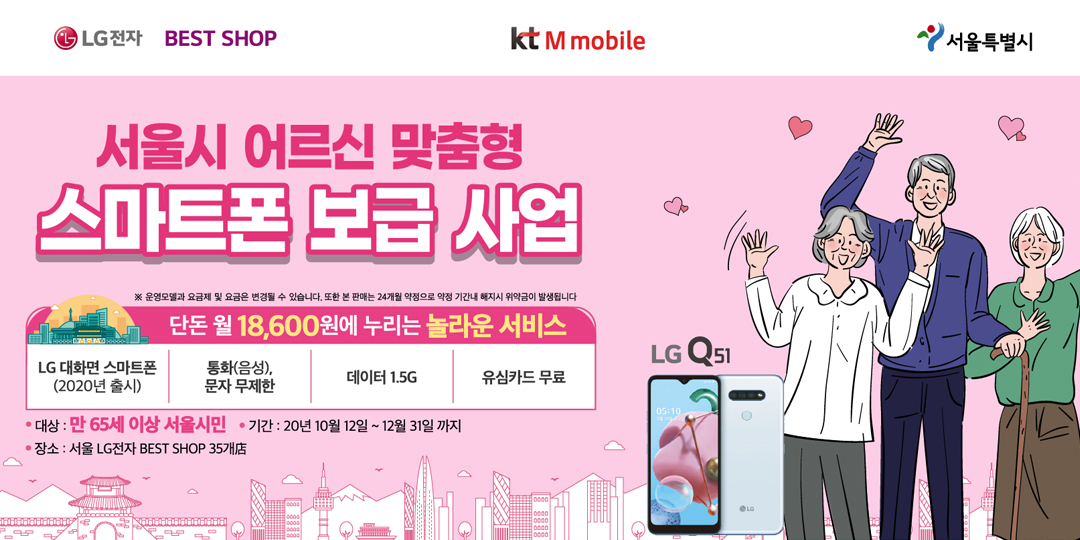 LG전자 BEST SHOP
kt M mobile
서울특별시
서울시 어르신 맞춤형
스마트폰 보급 사업
※ 운영모델과 요금제 및 요금은 변경될 수 있습니다. 또한 본 판매는 24개월 약정으로 약정 기간내 해지시 위약금이 발생됩니다
단돈 월 18,600원에 누리는 놀라운 서비스
LG 대화면 스마트폰
(2020년 출시)
통화(음성),
문자 무제한
데이터 1.5G
유심카드 무료
• 대상 : 만 65세 이상 서울시민 • 기간 : 20년 10월 12일 ~ 12월 31일 까지
• 장소 : 서울 LG전자 BEST SHOP 35개店
LG Q51
05:10
LG